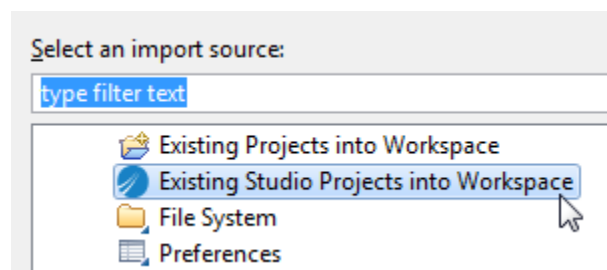 Select an import source:
type filter text
Existing Projects into Workspace
Existing Studio Projects into Workspace
File System
Preferences